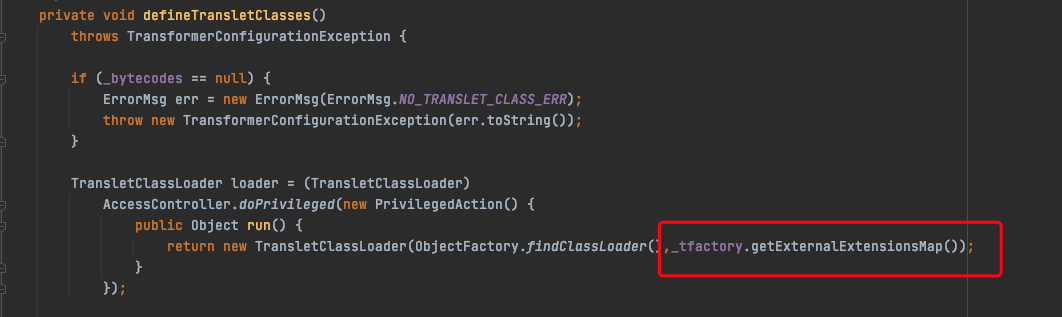 private void defineTransletClasses()
throws TransformerConfigurationException {
if (_bytecodes == null) {
ErrorMsg err = new ErrorMsg(ErrorMsg.NO_TRANSLET_CLASS_ERR);
throw new TransformerConfigurationException(err.toString());
}
TransletClassLoader loader = (TransletClassLoader)
AccessController.doPrivileged(new PrivilegedAction() {
public Object run() {
return new TransletClassLoader(ObjectFactory.findClassLoader(),_tfactory.getExternalExtensionsMap());
}
});